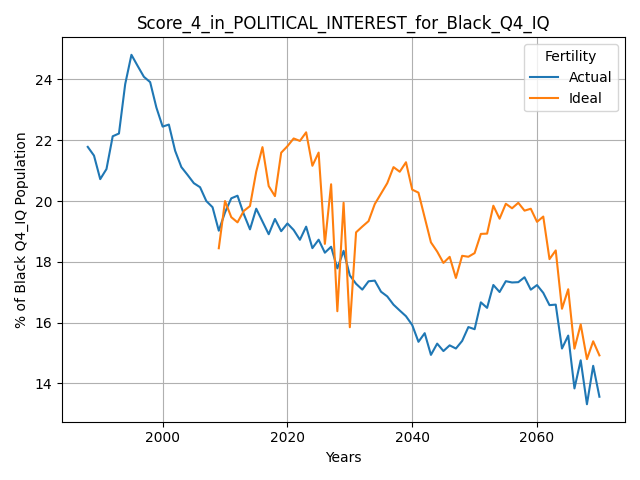 Score_4_in_POLITICAL_INTEREST_for_Black_Q4_IQ
Fertility
Actual
Ideal
% of Black Q4_IQ Population
24
22
20
18
16
14
2000 2020 2040 2060
Years